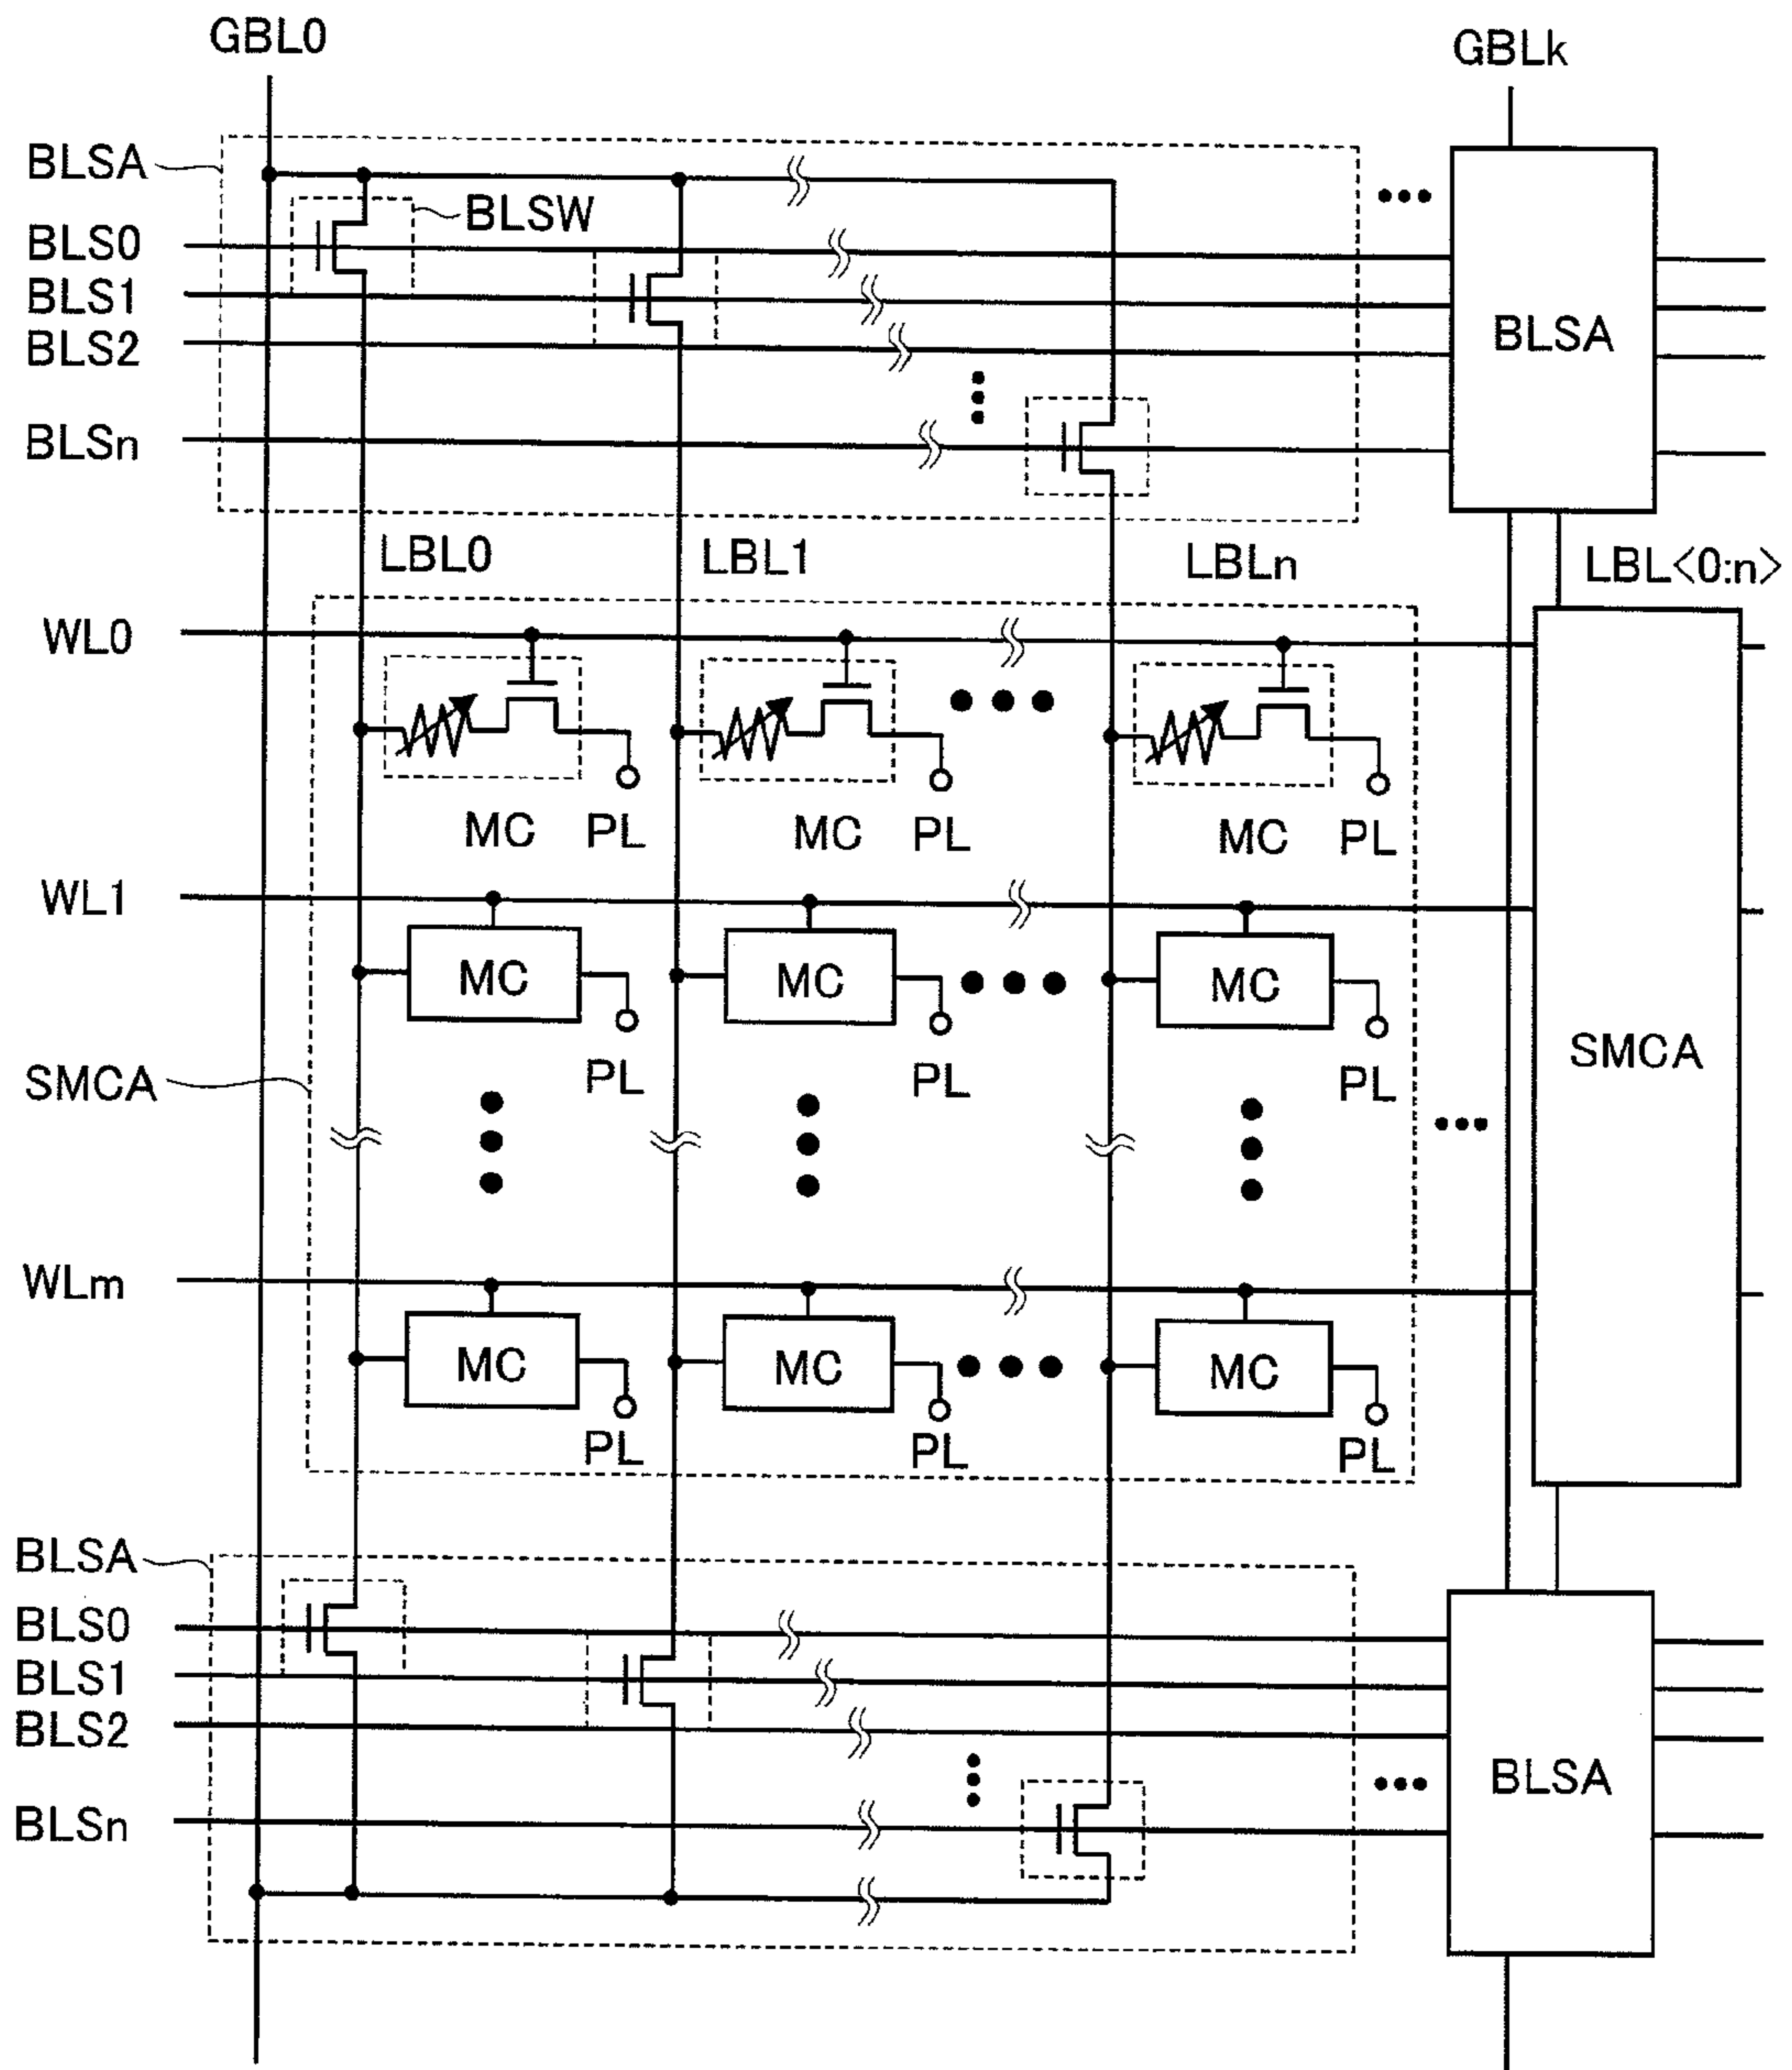 GBL0
GBLk
BLSA
BLSW
BLS0
BLS1
BLSA
BLS2
BLSn
LBL0 LBL1 LBLn LBL<0:n>
WL0
MC PL MC PL MC PL
WL1
MC MC MC
SMCA
PL PL PL
SMCA
WLm
MC MC MC
PL PL PL
BLSA
BLS0
BLS1
BLS2
BLSA
BLSn